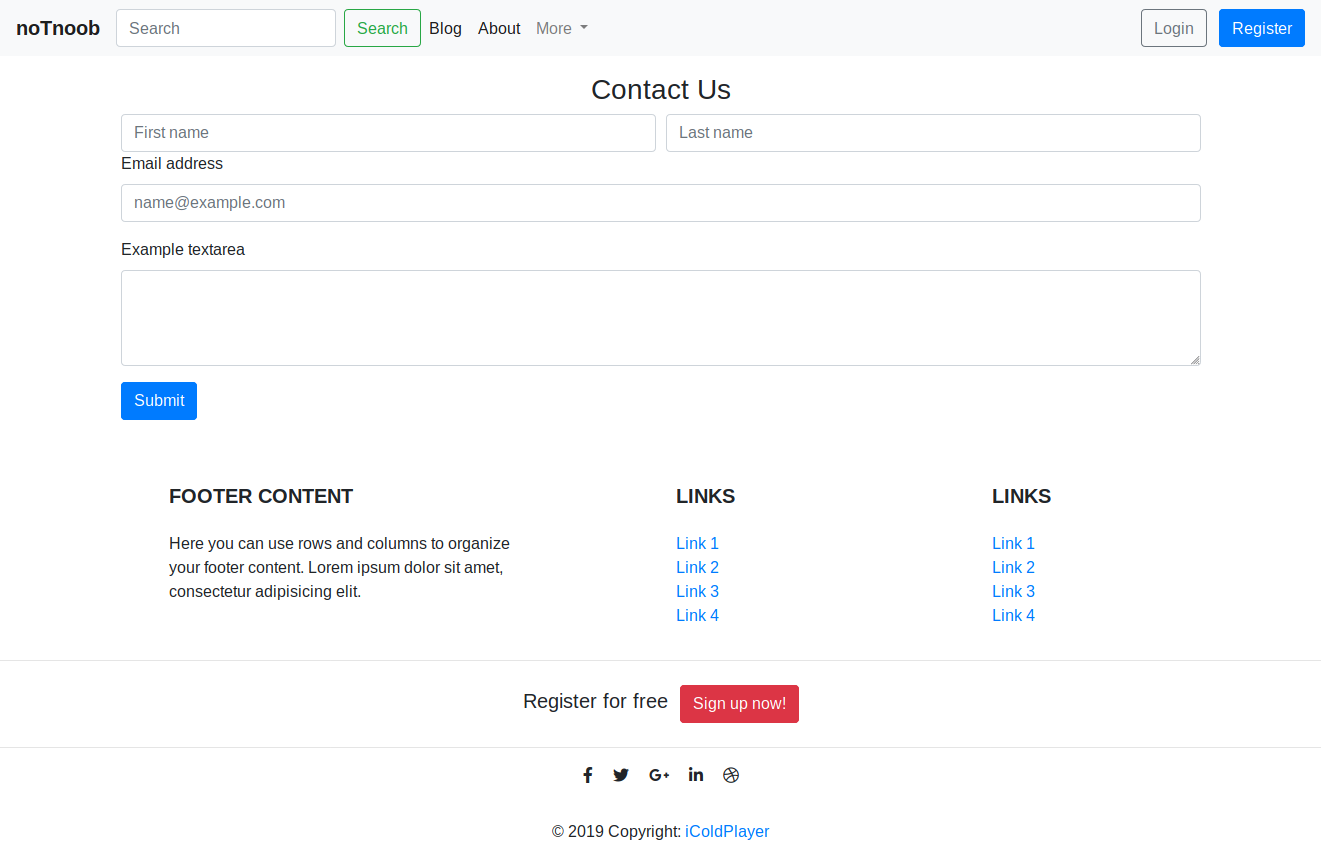 noTnoob Search Search Blog About More Login Register
Contact Us
First name Last name
Email address
name@example.com
Example textarea
Submit
FOOTER CONTENT LINKS LINKS
Here you can use rows and columns to organize Link 1 Link 1
your footer content. Lorem ipsum dolor sit amet, Link 2 Link 2
consectetur adipisicing elit. Link 3 Link 3
Link 4 Link 4
Register for free Sign up now!
© 2019 Copyright: iColdPlayer